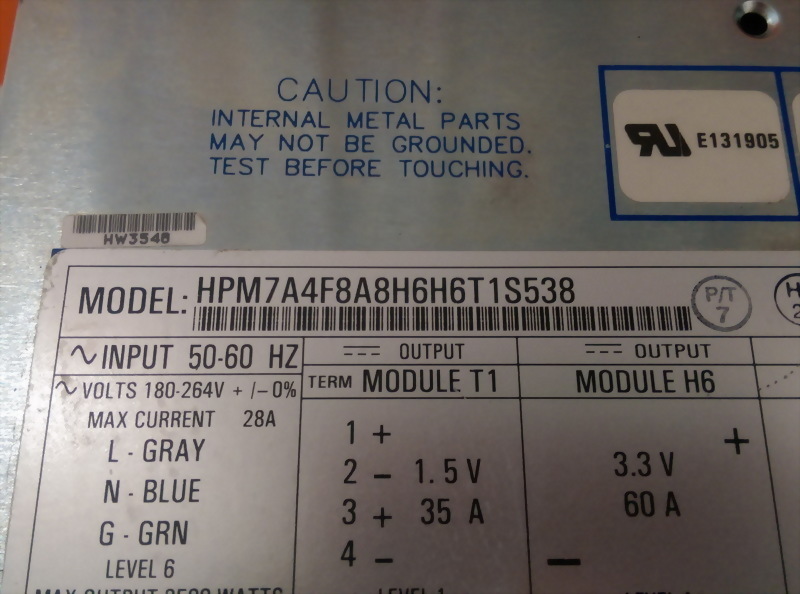 CAUTION:
INTERNAL METAL PARTS
MAY NOT BE GROUNDED.
TEST BEFORE TOUCHING.
E131905
HW3548
MODEL: HPM7A4F8A8H6H6T1S538
P/T
7
INPUT 50-60 HZ
VOLTS 180-264V + /-0%
MAX CURRENT 28A
L - GRAY
N - BLUE
G - GRN
LEVEL 6
OUTPUT
TERM MODULE T1
1 +
2 - 1.5 V
3 + 35 A
4 -
OUTPUT
MODULE H6
+
3.3 V
60 A
-